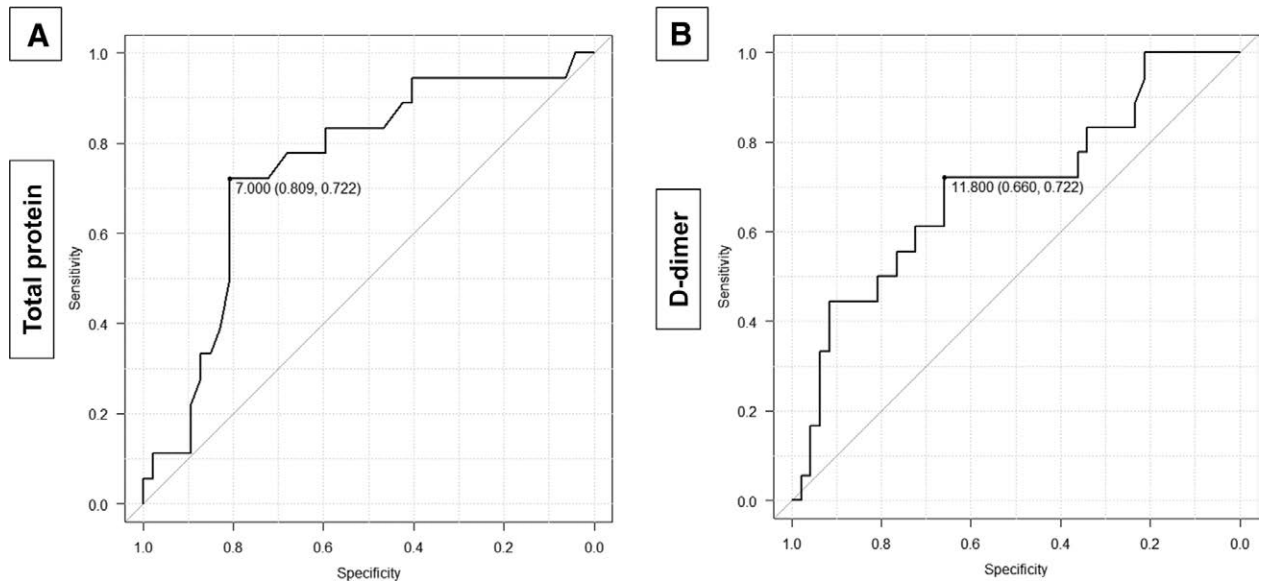 A
Total protein
Sensitivity
1.0
0.8
0.6
0.4
0.2
0.0
7.000 (0.809, 0.722)
1.0 0.8 0.6 0.4 0.2 0.0
Specificity
B
D-dimer
Sensitivity
1.0
0.8
0.6
0.4
0.2
0.0
11.800 (0.660, 0.722)
1.0 0.8 0.6 0.4 0.2 0.0
Specificity